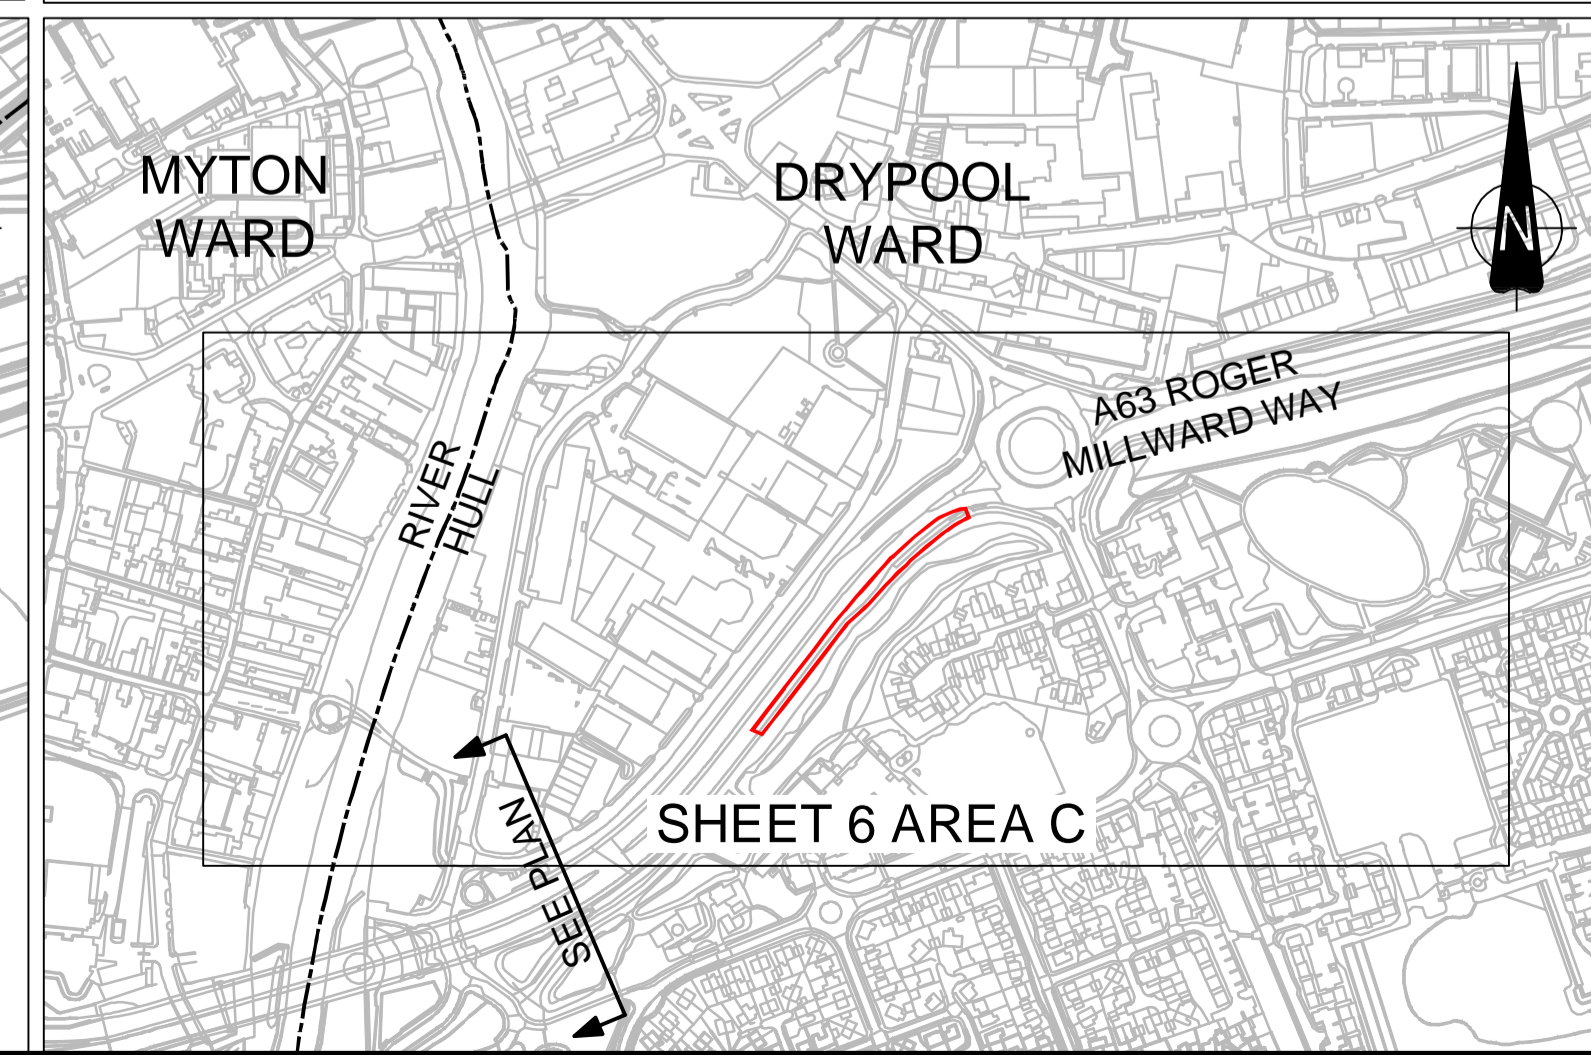 MYTON
WARD
DRYPOOL
WARD
N
A63 ROGER
MILLWARD WAY
RIVER
HULL
SEE PLAN
SHEET 6 AREA C